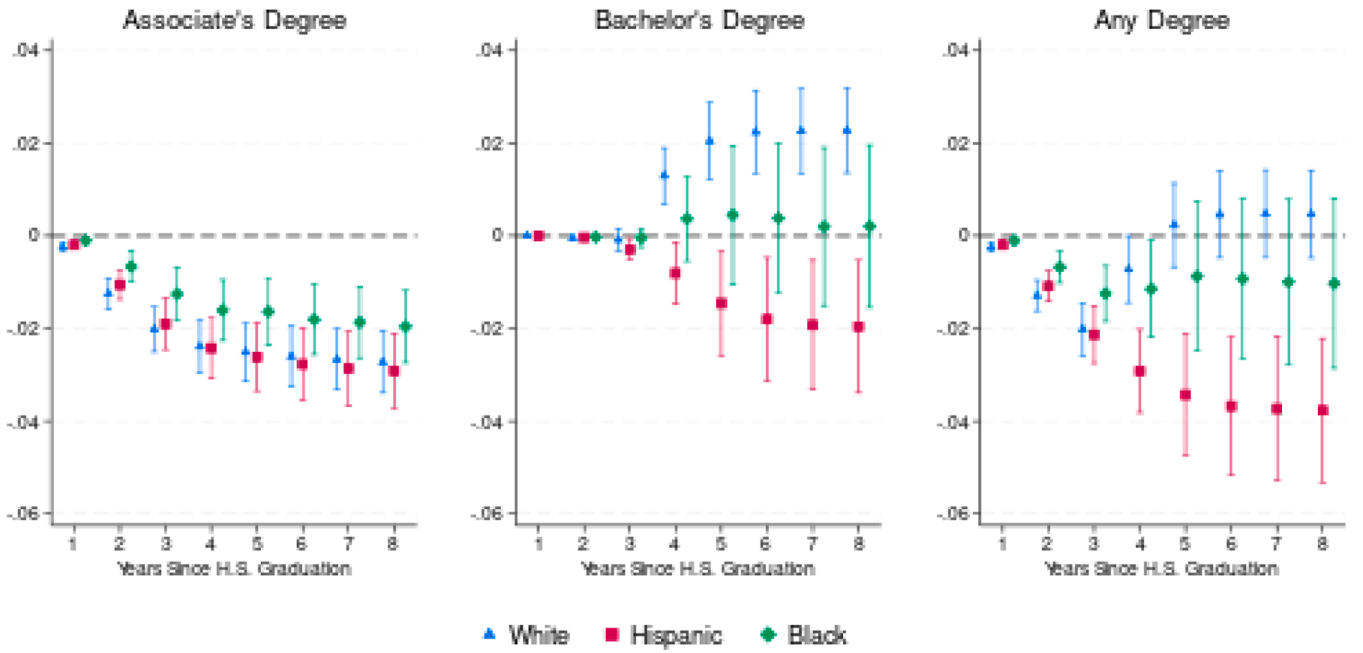 Associate's Degree
.04
.02
0
-.02
-.04
-.06
1 2 3 4 5 6 7 8
Years Since H.S. Graduation
Bachelor's Degree
.04
.02
0
-.02
-.04
-.06
1 2 3 4 5 6 7 8
Years Since H.S. Graduation
Any Degree
.04
.02
0
-.02
-.04
-.06
1 2 3 4 5 6 7 8
Years Since H.S. Graduation
White Hispanic Black